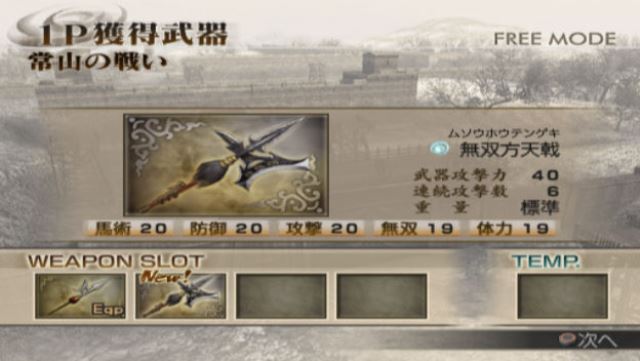 1P獲得武器
FREE MODE
常山の戦い
ムソウホウテンゲキ
無双方天戟
武器攻撃力 40
連続攻撃数 6
重量 標準
馬術 20 防御 20 攻撃 20 無双 19 体力 19
WEAPON SLOT
TEMP.
Eqp
New!
次へ